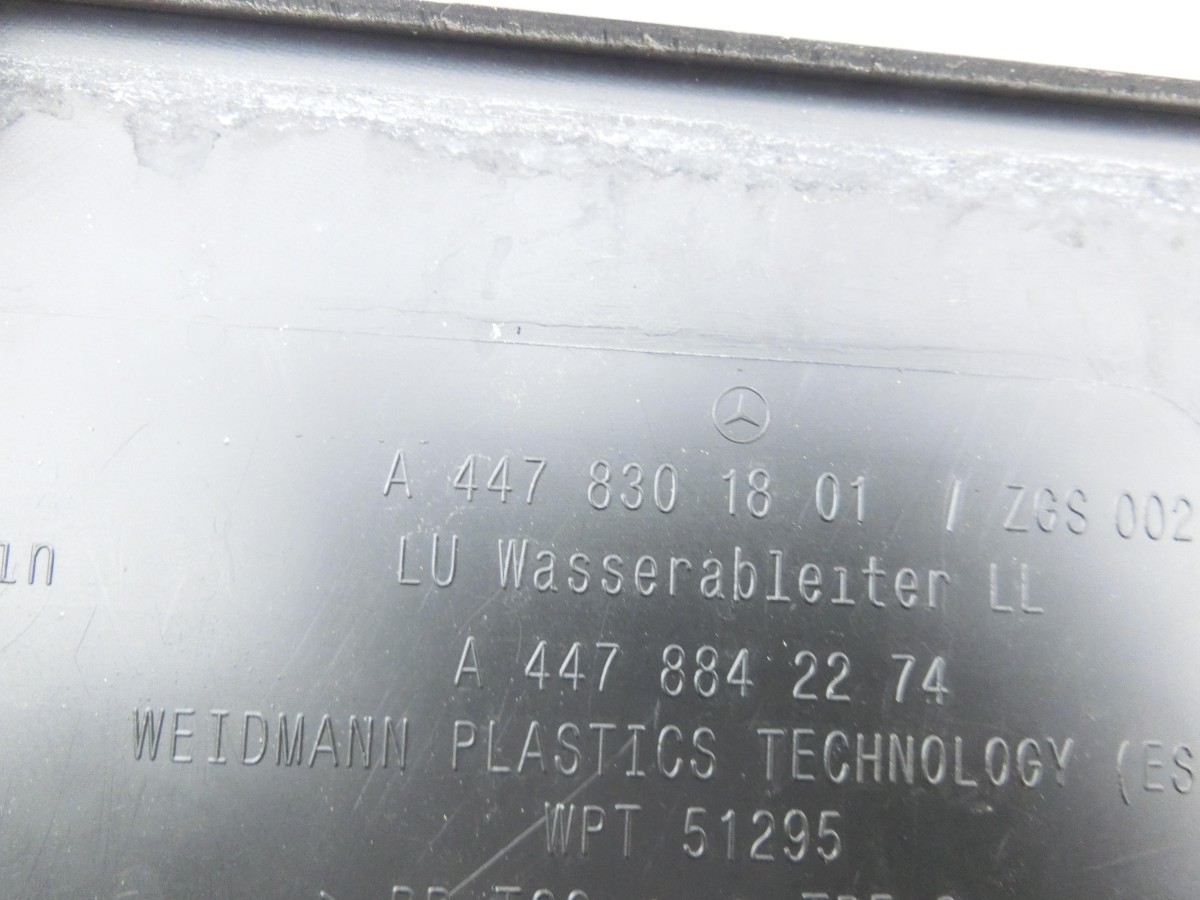 A 447 830 18 01 / ZGS 002
LU Wasserableiter LL
in
A 447 884 22 74
WEIDMANN PLASTICS TECHNOLOGY (ES
WPT 51295